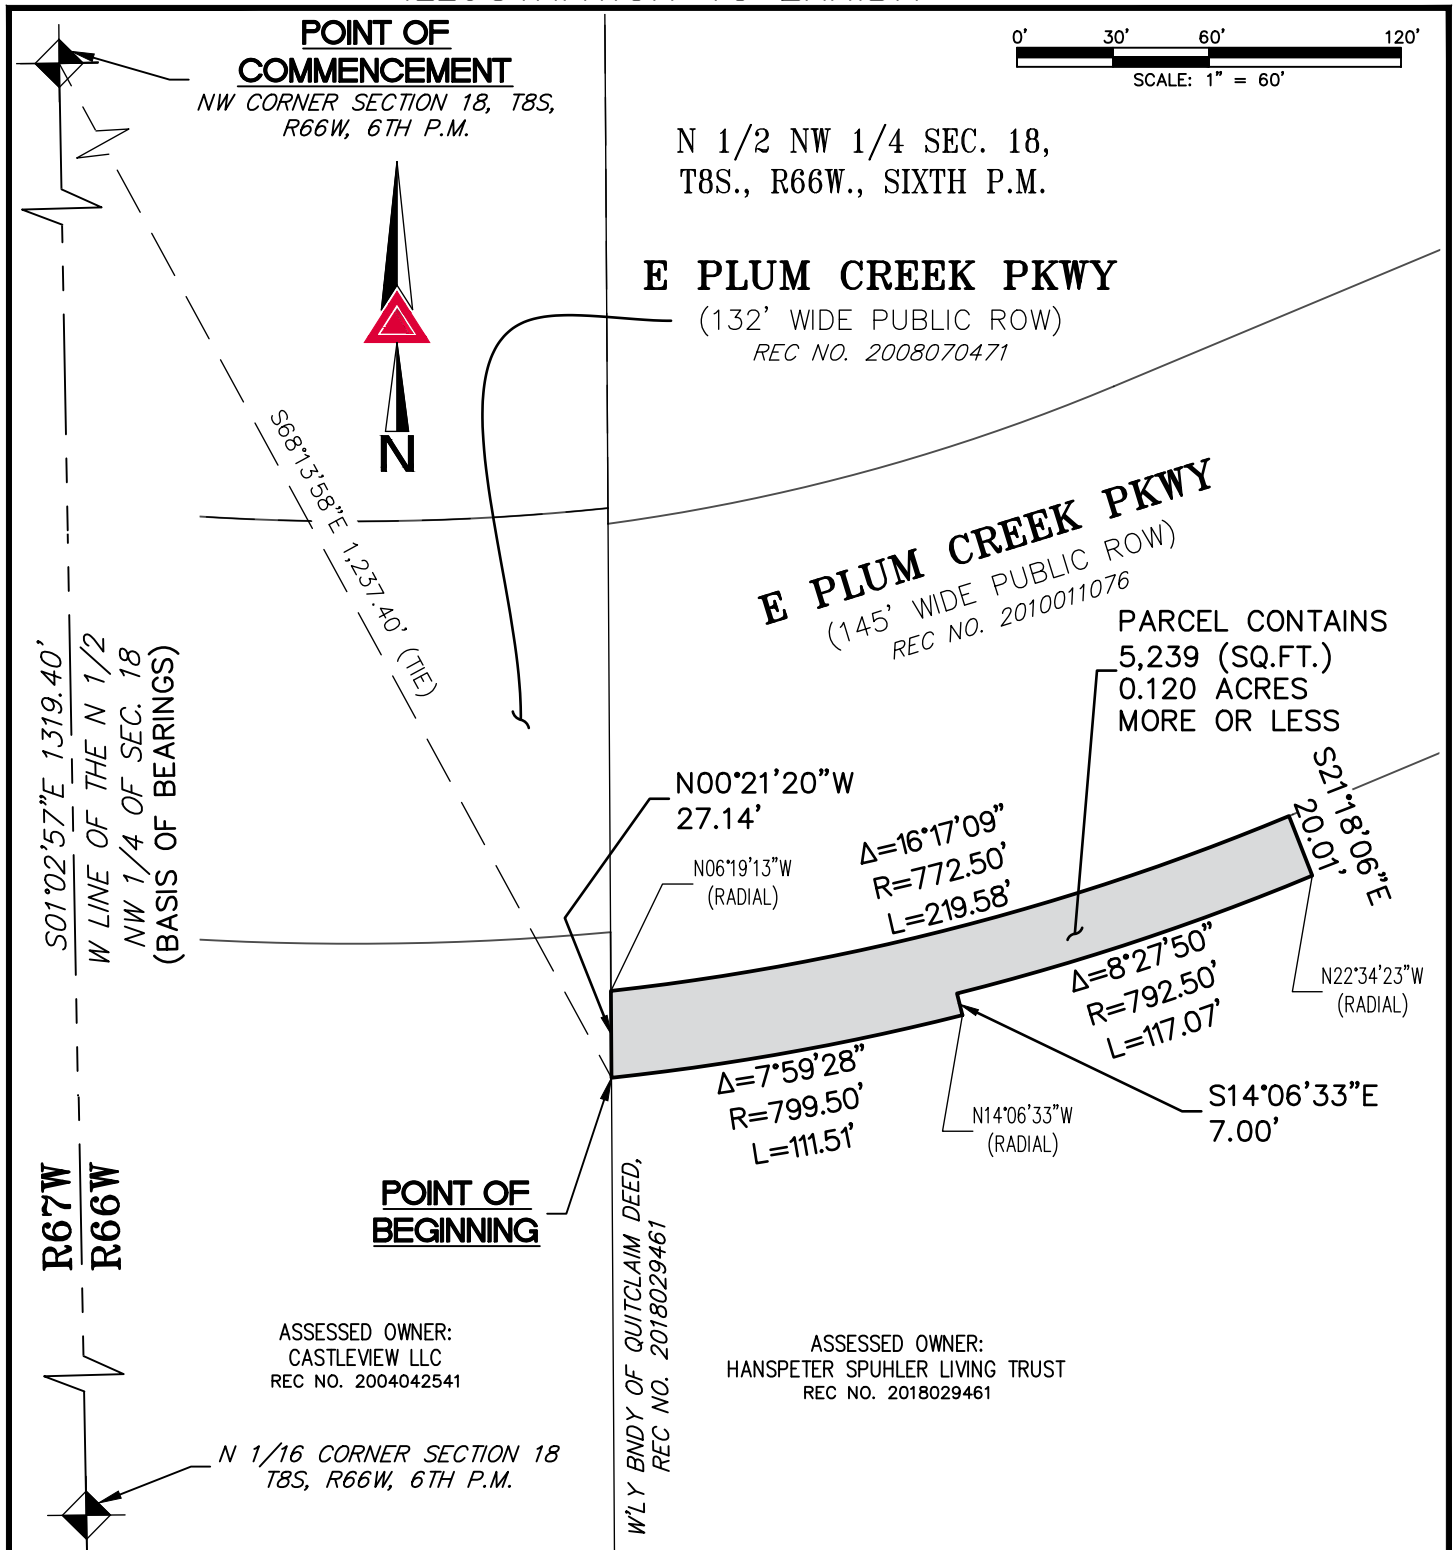 POINT OF
COMMENCEMENT
NW CORNER SECTION 18, T8S,
R66W, 6TH P.M.
0' 30' 60' 120'
SCALE: 1" = 60'
N 1/2 NW 1/4 SEC. 18,
T8S., R66W., SIXTH P.M.
E PLUM CREEK PKWY
(132' WIDE PUBLIC ROW)
REC NO. 2008070471
N
S68°13'58"E 1,237.40' (TIE)
E PLUM CREEK PKWY
(145' WIDE PUBLIC ROW)
REC NO. 2010011076
PARCEL CONTAINS
5,239 (SQ.FT.)
0.120 ACRES
MORE OR LESS
S01°02'57"E 1319.40'
W LINE OF THE N 1/2
NW 1/4 OF SEC. 18
(BASIS OF BEARINGS)
N00°21'20"W
27.14'
N06°19'13"W
(RADIAL)
Δ=16°17'09"
R=772.50'
L=219.58'
S21°18'06"E
20.01'
Δ=8°27'50"
R=792.50'
L=117.07'
N22°34'23"W
(RADIAL)
Δ=7°59'28"
R=799.50'
L=111.51'
N14°06'33"W
(RADIAL)
S14°06'33"E
7.00'
POINT OF
BEGINNING
R67W
R66W
W'LY BNDY OF QUITCLAIM DEED,
REC NO. 2018029461
ASSESSED OWNER:
CASTLEVIEW LLC
REC NO. 2004042541
ASSESSED OWNER:
HANSPETER SPUHLER LIVING TRUST
REC NO. 2018029461
N 1/16 CORNER SECTION 18
T8S, R66W, 6TH P.M.